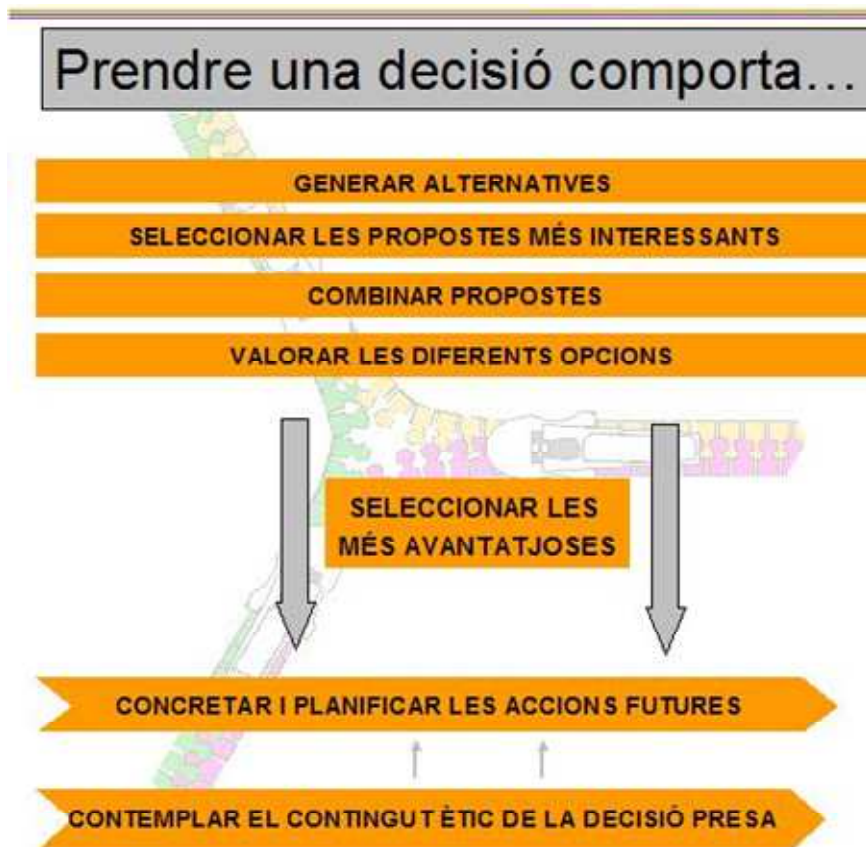 Prendre una decisió comporta...
GENERAR ALTERNATIVES
SELECCIONAR LES PROPOSTES MÉS INTERESSANTS
COMBINAR PROPOSTES
VALORAR LES DIFERENTS OPCIONS
SELECCIONAR LES
MÉS AVANTATJOSES
CONCRETAR I PLANIFICAR LES ACCIONS FUTURES
CONTEMPLAR EL CONTINGUT ÈTIC DE LA DECISIÓ PRESA